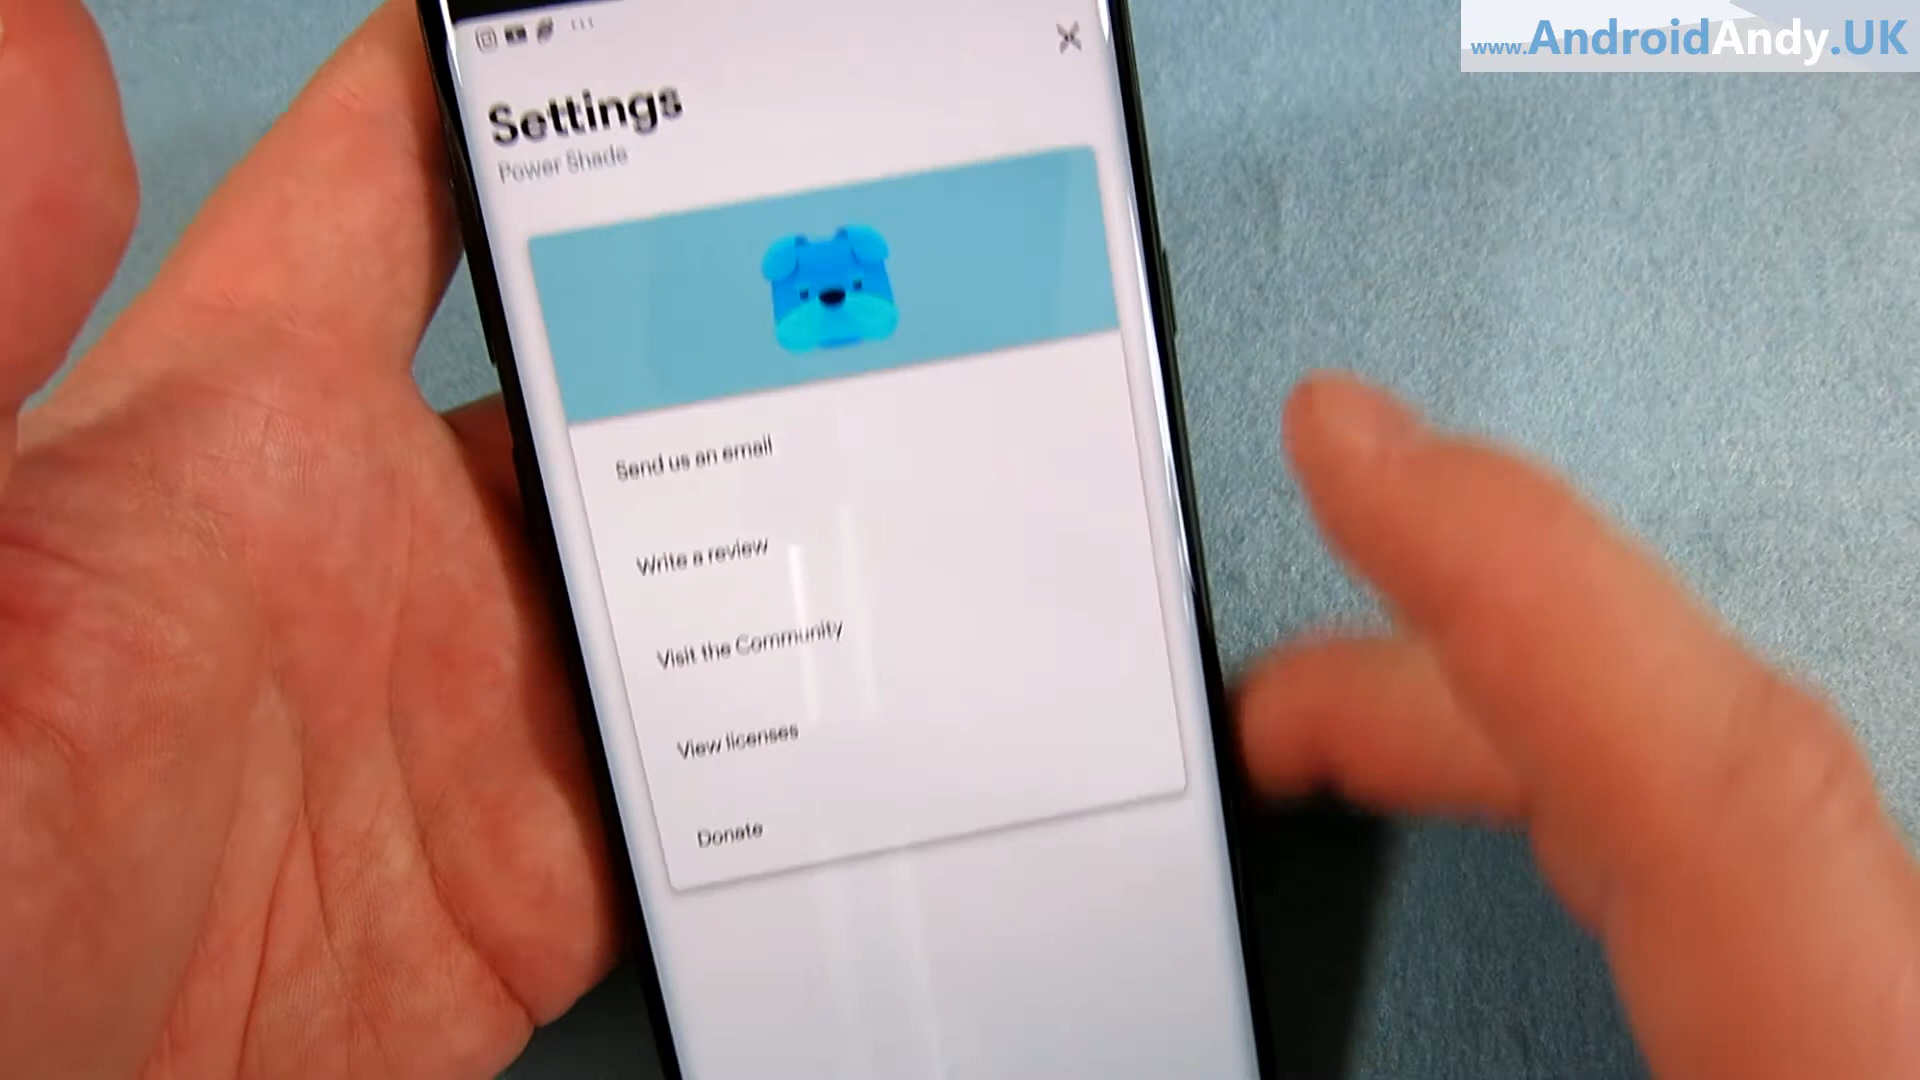 www.AndroidAndy.UK
Settings
Power Shade
Send us an email
Write a review
Visit the Community
View licenses
Donate